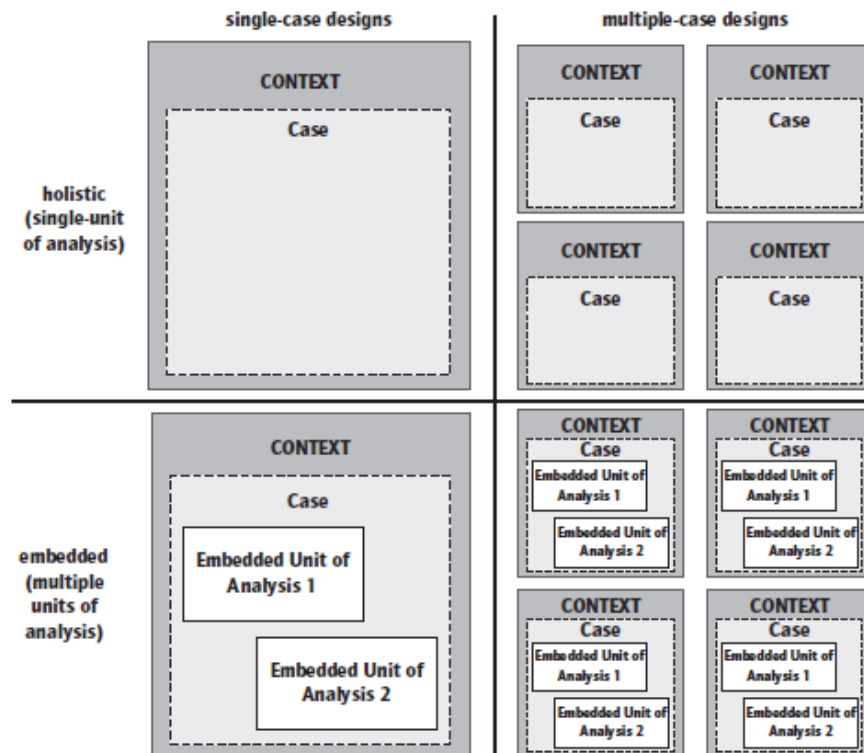 single-case designs
multiple-case designs
CONTEXT
Case
holistic
(single-unit
of analysis)
CONTEXT
Case
CONTEXT
Case
CONTEXT
Case
CONTEXT
Case
embedded
(multiple
units of
analysis)
CONTEXT
Case
Embedded Unit of
Analysis 1
Embedded Unit of
Analysis 2
CONTEXT
Case
Embedded Unit of
Analysis 1
Embedded Unit of
Analysis 2
CONTEXT
Case
Embedded Unit of
Analysis 1
Embedded Unit of
Analysis 2
CONTEXT
Case
Embedded Unit of
Analysis 1
Embedded Unit of
Analysis 2
CONTEXT
Case
Embedded Unit of
Analysis 1
Embedded Unit of
Analysis 2